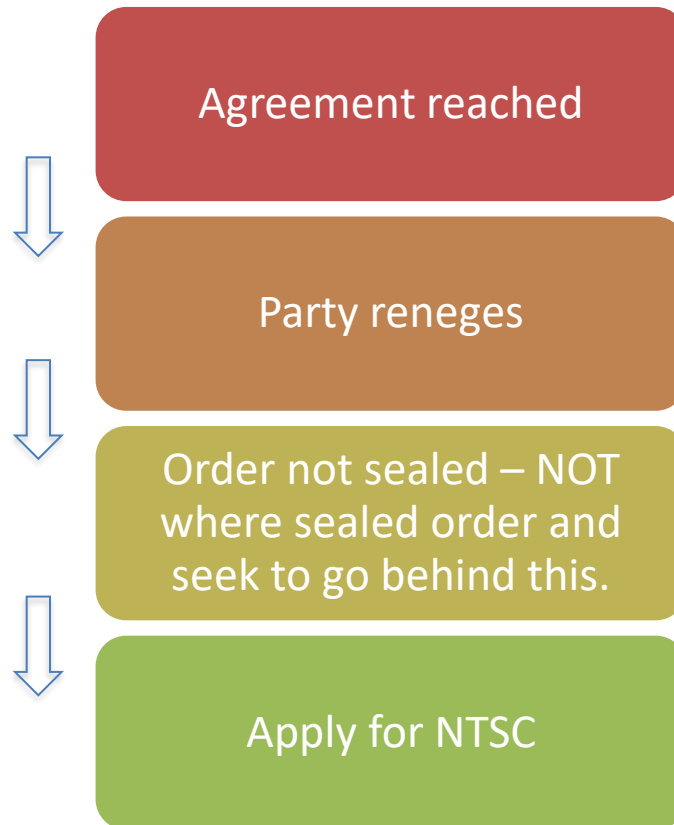 Agreement reached
Party reneges
Order not sealed – NOT
where sealed order and
seek to go behind this.
Apply for NTSC